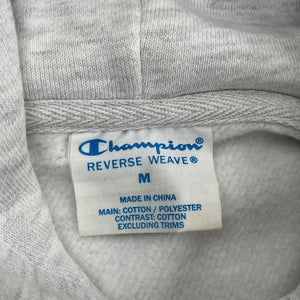 Champion®
REVERSE WEAVE®
M
MADE IN CHINA
MAIN: COTTON / POLYESTER
CONTRAST: COTTON
EXCLUDING TRIMS